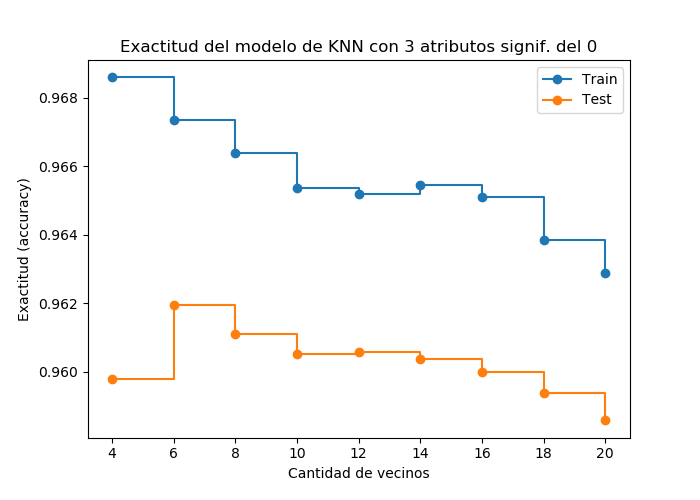 Exactitud del modelo de KNN con 3 atributos signif. del 0
Train
Test
0.968
0.966
0.964
0.962
0.960
Exactitud (accuracy)
4 6 8 10 12 14 16 18 20
Cantidad de vecinos